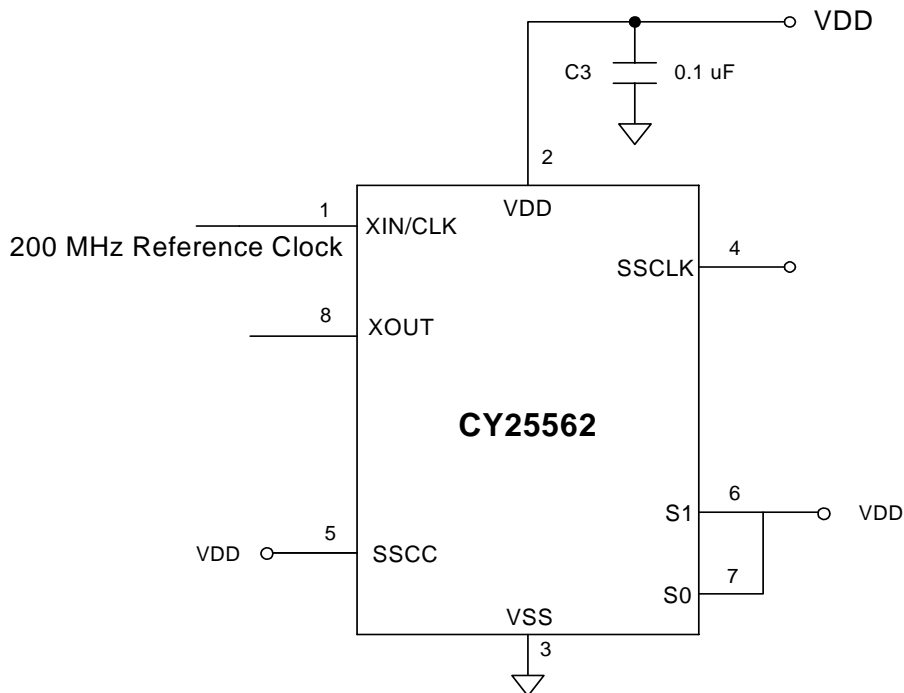 VDD
C3 0.1 uF
2
1 VDD
XIN/CLK
200 MHz Reference Clock
4
SSCLK
8
XOUT
CY25562
6
S1 VDD
5
VDD SSCC
7
S0
VSS
3